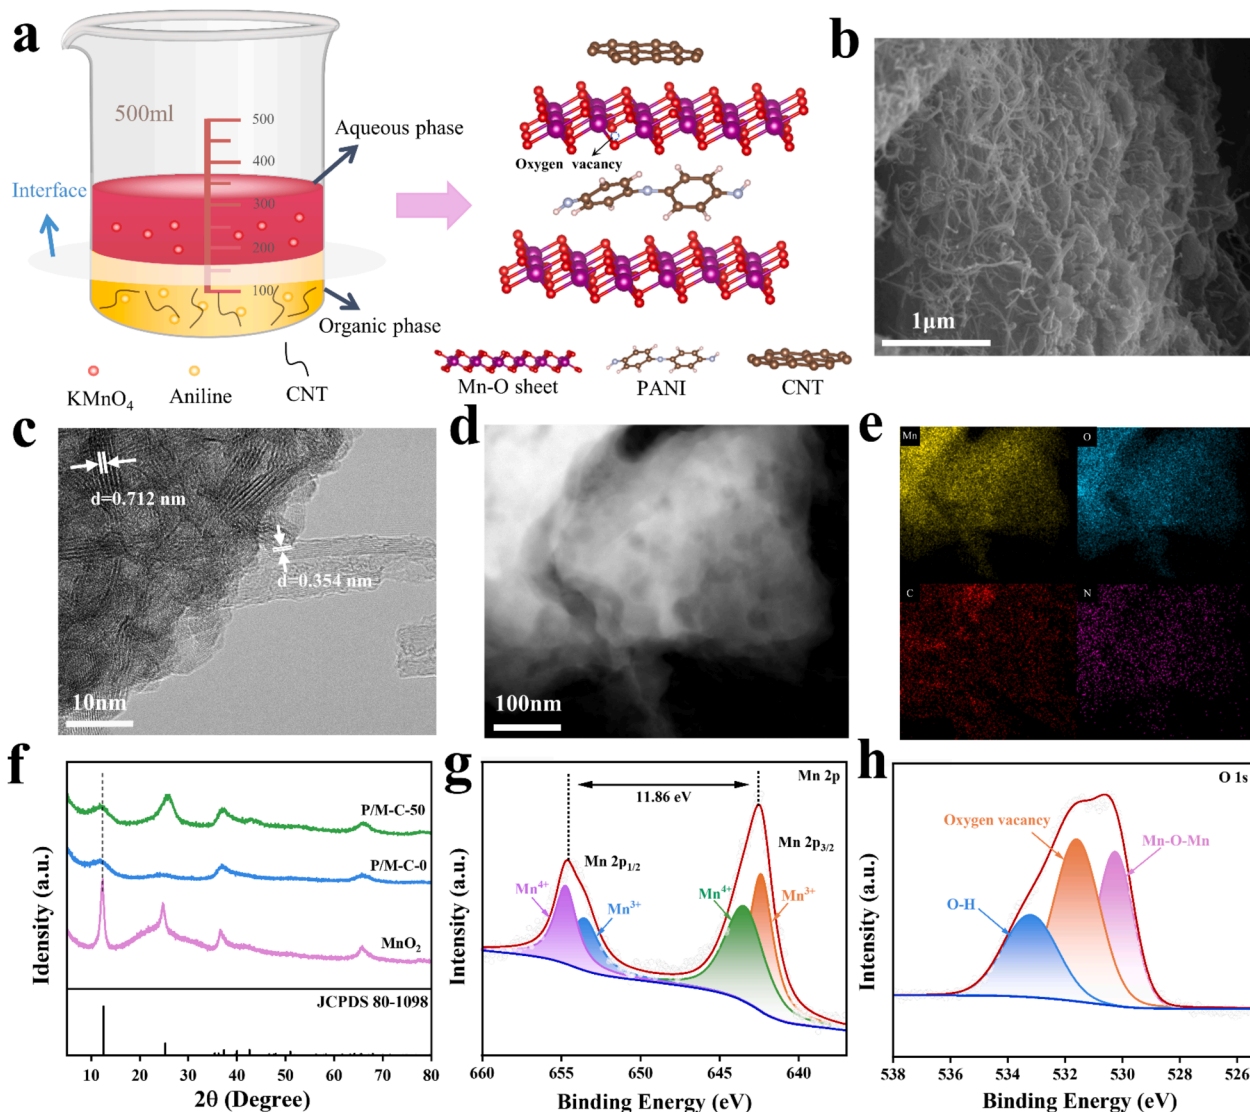 a
500ml
500
400
300
200
100
Aqueous phase
Interface
Organic phase
KMnO₄
Aniline
CNT
Oxygen vacancy
Mn-O sheet
PANI
CNT
b
1μm
c
d=0.712 nm
d=0.354 nm
10nm
d
100nm
e
Mn
O
C
N
f
P/M-C-50
P/M-C-0
MnO₂
JCPDS 80-1098
Idensity (a.u.)
10 20 30 40 50 60 70 80
2θ (Degree)
g
Mn 2p
11.86 eV
Mn 2p₁/₂
Mn 2p₃/₂
Mn⁴⁺
Mn³⁺
Mn⁴⁺
Mn³⁺
Intensity (a.u.)
660 655 650 645 640
Binding Energy (eV)
h
O 1s
Oxygen vacancy
Mn-O-Mn
O-H
Intensity (a.u.)
538 536 534 532 530 528 526
Binding Energy (eV)